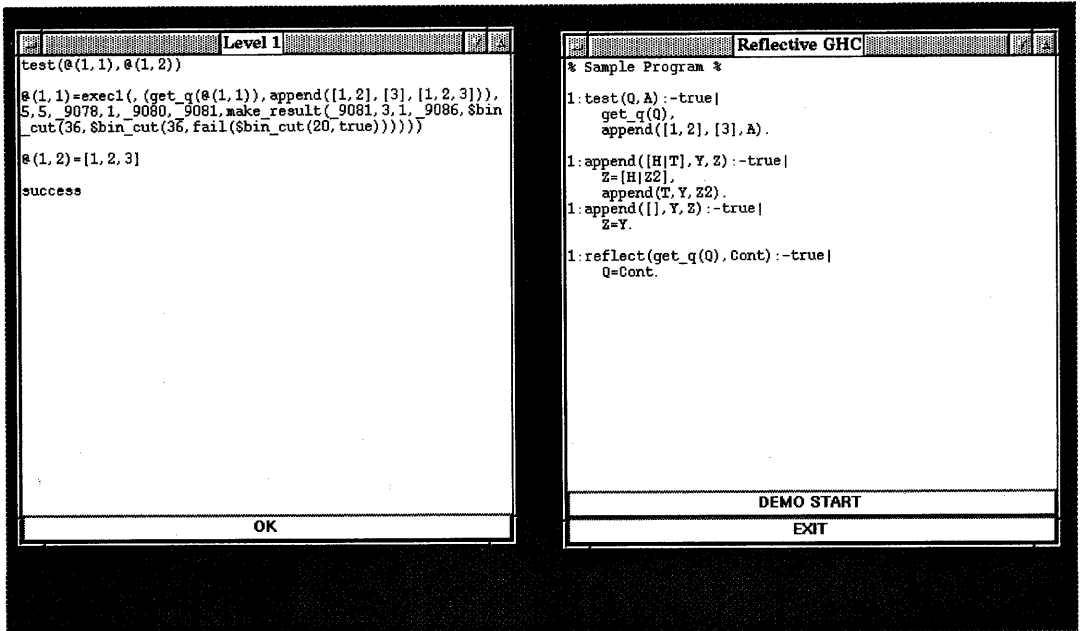 Level 1
test(@(1,1),@(1,2))
@(1,1)=exec1(,(get_q(@(1,1)),append([1,2],[3],[1,2,3])),
5,5,_9078,1,_9080,_9081,make_result(_9081,3,1,_9086,$bin
_cut(36,$bin_cut(36,fail($bin_cut(20,true))))))
@(1,2)=[1,2,3]
success
OK
Reflective GHC
% Sample Program %
1:test(Q,A):-true|
get_q(Q),
append([1,2],[3],A).
1:append([H|T],Y,Z):-true|
Z=[H|Z2],
append(T,Y,Z2).
1:append([],Y,Z):-true|
Z=Y.
1:reflect(get_q(Q),Cont):-true|
Q=Cont.
DEMO START
EXIT